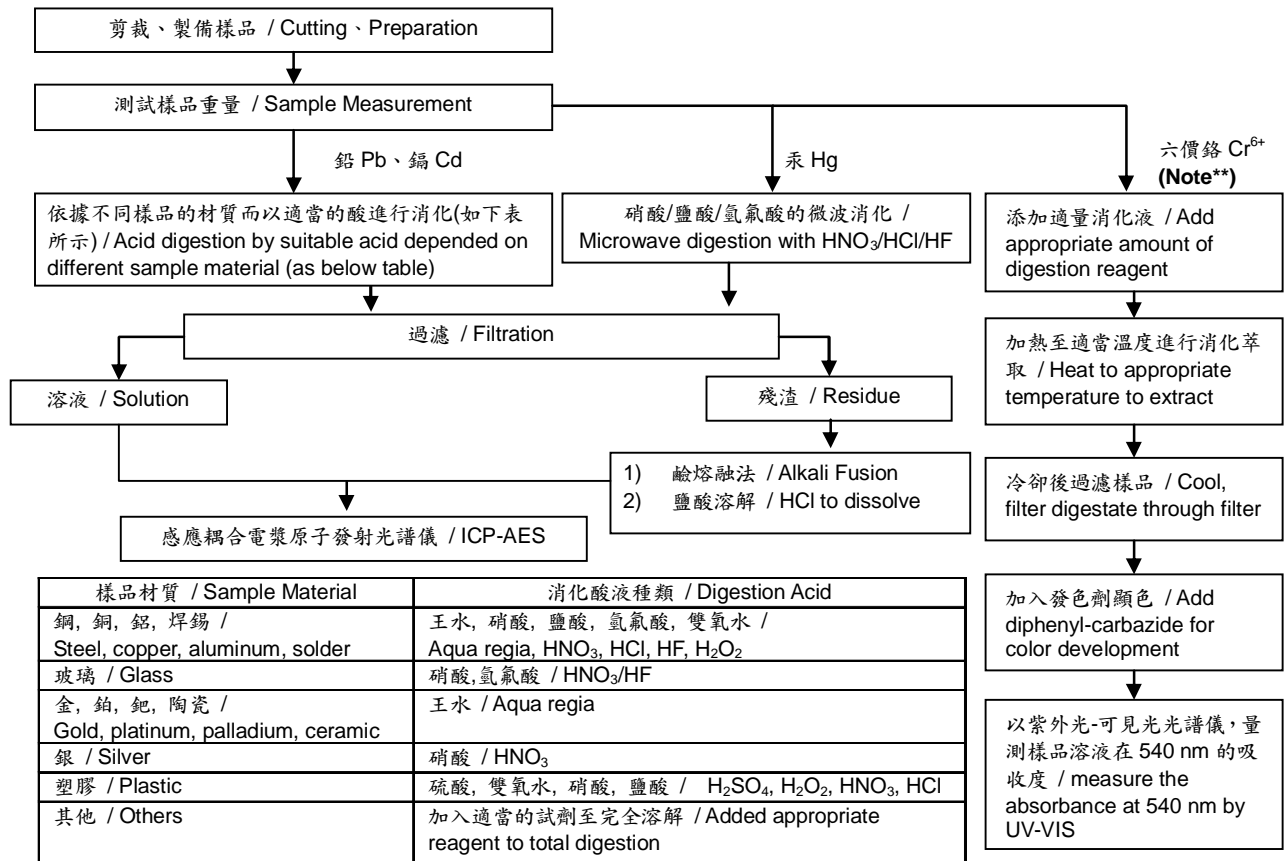 剪裁、製備樣品 / Cutting、Preparation
測試樣品重量 / Sample Measurement
鉛 Pb、鎘 Cd
汞 Hg
六價鉻 Cr⁶⁺
(Note**)
依據不同樣品的材質而以適當的酸進行消化(如下表
所示) / Acid digestion by suitable acid depended on
different sample material (as below table)
硝酸/鹽酸/氫氟酸的微波消化 /
Microwave digestion with HNO₃/HCl/HF
添加適量消化液 / Add
appropriate amount of
digestion reagent
過濾 / Filtration
加熱至適當溫度進行消化萃
取 / Heat to appropriate
temperature to extract
溶液 / Solution
殘渣 / Residue
1) 鹼熔融法 / Alkali Fusion
2) 鹽酸溶解 / HCl to dissolve
冷卻後過濾樣品 / Cool,
filter digestate through filter
感應耦合電漿原子發射光譜儀 / ICP-AES
加入發色劑顯色 / Add
diphenyl-carbazide for
color development
以紫外光-可見光光譜儀，量
測樣品溶液在 540 nm 的吸
收度 / measure the
absorbance at 540 nm by
UV-VIS
樣品材質 / Sample Material
消化酸液種類 / Digestion Acid
鋼, 銅, 鋁, 焊錫 /
Steel, copper, aluminum, solder
王水, 硝酸, 鹽酸, 氫氟酸, 雙氧水 /
Aqua regia, HNO₃, HCl, HF, H₂O₂
玻璃 / Glass
硝酸,氫氟酸 / HNO₃/HF
金, 鉑, 鈀, 陶瓷 /
Gold, platinum, palladium, ceramic
王水 / Aqua regia
銀 / Silver
硝酸 / HNO₃
塑膠 / Plastic
硫酸, 雙氧水, 硝酸, 鹽酸 / H₂SO₄, H₂O₂, HNO₃, HCl
其他 / Others
加入適當的試劑至完全溶解 / Added appropriate
reagent to total digestion